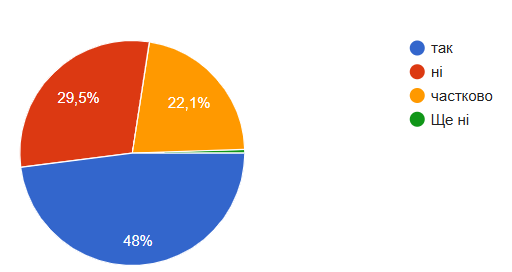 так
ні
частково
Ще ні
29,5%
22,1%
48%